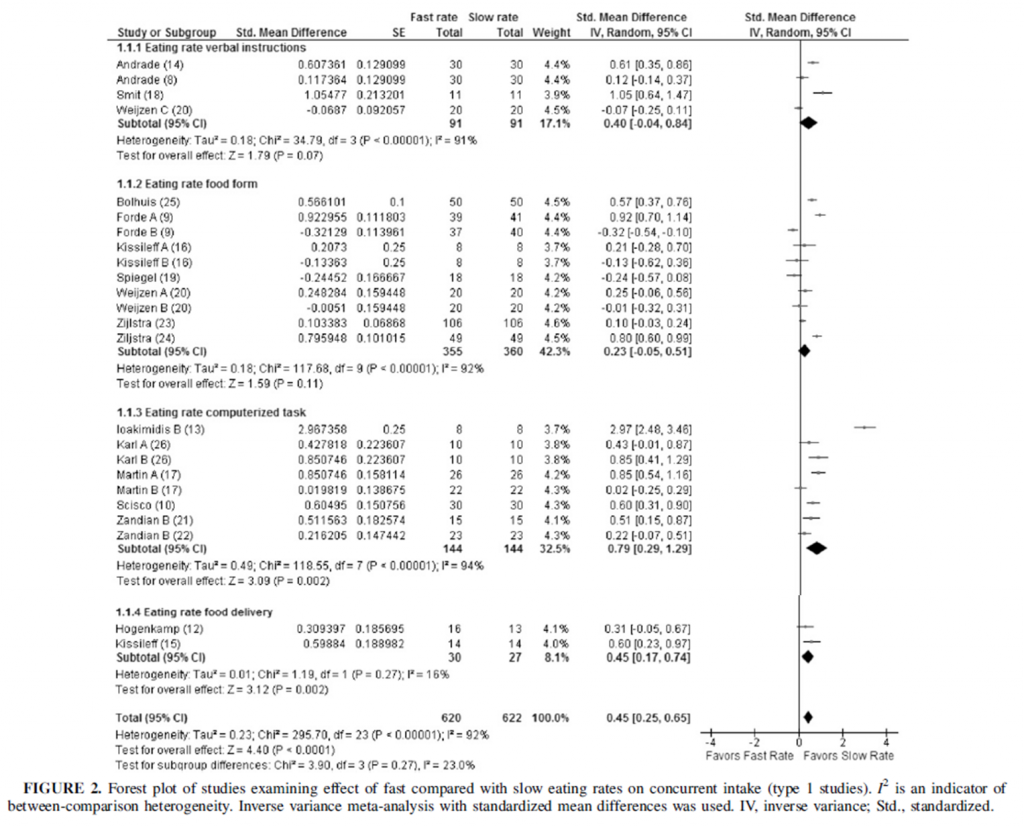 Fast rate Slow rate Std. Mean Difference Std. Mean Difference
Study or Subgroup Std. Mean Difference SE Total Total Weight IV, Random, 95% CI IV, Random, 95% CI
1.1.1 Eating rate verbal instructions
Andrade (14) 0.607361 0.129099 30 30 4.4% 0.61 [0.35, 0.86]
Andrade (8) 0.117364 0.129099 30 30 4.4% 0.12 [-0.14, 0.37]
Smit (18) 1.05477 0.213201 11 11 3.9% 1.05 [0.64, 1.47]
Weijzen C (20) -0.0687 0.092057 20 20 4.5% -0.07 [-0.25, 0.11]
Subtotal (95% CI) 91 91 17.1% 0.40 [-0.04, 0.84]
Heterogeneity: Tau² = 0.18; Chi² = 34.79, df = 3 (P < 0.00001); I² = 91%
Test for overall effect: Z = 1.79 (P = 0.07)
1.1.2 Eating rate food form
Bolhuis (25) 0.566101 0.1 50 50 4.5% 0.57 [0.37, 0.76]
Forde A (9) 0.922955 0.111803 39 41 4.4% 0.92 [0.70, 1.14]
Forde B (9) -0.32129 0.113961 37 40 4.4% -0.32 [-0.54, -0.10]
Kissileff A (16) 0.2073 0.25 8 8 3.7% 0.21 [-0.28, 0.70]
Kissileff B (16) -0.13363 0.25 8 8 3.7% -0.13 [-0.62, 0.36]
Spiegel (19) -0.24452 0.166667 18 18 4.2% -0.24 [-0.57, 0.08]
Weijzen A (20) 0.248284 0.159448 20 20 4.2% 0.25 [-0.06, 0.56]
Weijzen B (20) -0.0051 0.159448 20 20 4.2% -0.01 [-0.32, 0.31]
Zijlstra (23) 0.103383 0.06868 106 106 4.6% 0.10 [-0.03, 0.24]
Ziljstra (24) 0.795948 0.101015 49 49 4.5% 0.80 [0.60, 0.99]
Subtotal (95% CI) 355 360 42.3% 0.23 [-0.05, 0.51]
Heterogeneity: Tau² = 0.18; Chi² = 117.68, df = 9 (P < 0.00001); I² = 92%
Test for overall effect: Z = 1.59 (P = 0.11)
1.1.3 Eating rate computerized task
Ioakimidis B (13) 2.967358 0.25 8 8 3.7% 2.97 [2.48, 3.46]
Karl A (26) 0.427818 0.223607 10 10 3.8% 0.43 [-0.01, 0.87]
Karl B (26) 0.850746 0.223607 10 10 3.8% 0.85 [0.41, 1.29]
Martin A (17) 0.850746 0.158114 26 26 4.2% 0.85 [0.54, 1.16]
Martin B (17) 0.019819 0.138675 22 22 4.3% 0.02 [-0.25, 0.29]
Scisco (10) 0.60495 0.150756 30 30 4.3% 0.60 [0.31, 0.90]
Zandian B (21) 0.511563 0.182574 15 15 4.1% 0.51 [0.15, 0.87]
Zandian B (22) 0.216205 0.147442 23 23 4.3% 0.22 [-0.07, 0.51]
Subtotal (95% CI) 144 144 32.5% 0.79 [0.29, 1.29]
Heterogeneity: Tau² = 0.49; Chi² = 118.55, df = 7 (P < 0.00001); I² = 94%
Test for overall effect: Z = 3.09 (P = 0.002)
1.1.4 Eating rate food delivery
Hogenkamp (12) 0.309397 0.185695 16 13 4.1% 0.31 [-0.05, 0.67]
Kissileff (15) 0.59884 0.188982 14 14 4.0% 0.60 [0.23, 0.97]
Subtotal (95% CI) 30 27 8.1% 0.45 [0.17, 0.74]
Heterogeneity: Tau² = 0.01; Chi² = 1.19, df = 1 (P = 0.27); I² = 16%
Test for overall effect: Z = 3.12 (P = 0.002)
Total (95% CI) 620 622 100.0% 0.45 [0.25, 0.65]
Heterogeneity: Tau² = 0.23; Chi² = 295.70, df = 23 (P < 0.00001); I² = 92%
Test for overall effect: Z = 4.40 (P < 0.0001)
Test for subgroup differences: Chi² = 3.90, df = 3 (P = 0.27), I² = 23.0%
-4 -2 0 2 4
Favors Fast Rate Favors Slow Rate
FIGURE 2. Forest plot of studies examining effect of fast compared with slow eating rates on concurrent intake (type 1 studies). I² is an indicator of
between-comparison heterogeneity. Inverse variance meta-analysis with standardized mean differences was used. IV, inverse variance; Std., standardized.